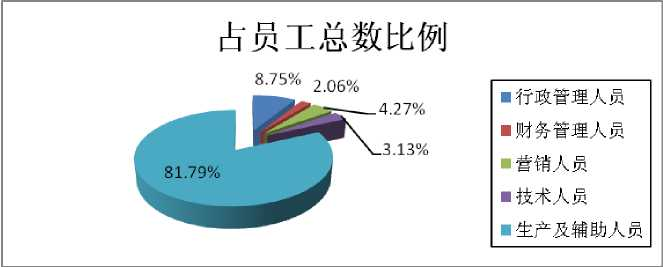 占员工总数比例
8.75%
2.06%
4.27%
3.13%
81.79%
行政管理人员
财务管理人员
营销人员
技术人员
生产及辅助人员